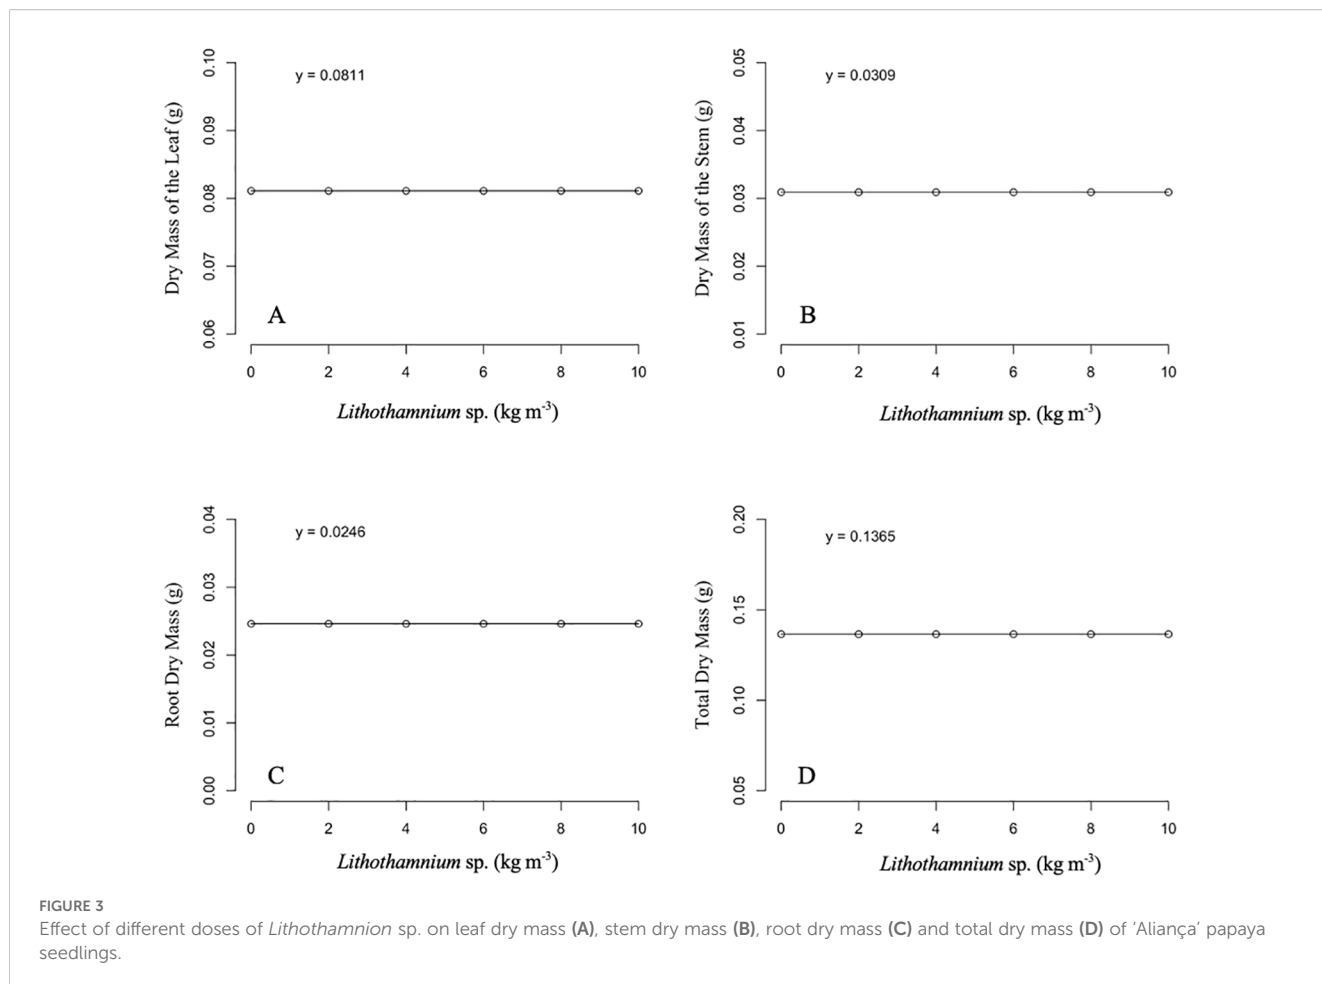 0.06 0.07 0.08 0.09 0.10
Dry Mass of the Leaf (g)
y = 0.0811
A
0 2 4 6 8 10
Lithothamnium sp. (kg m-3)
0.01 0.02 0.03 0.04 0.05
Dry Mass of the Stem (g)
y = 0.0309
B
0 2 4 6 8 10
Lithothamnium sp. (kg m-3)
0.00 0.01 0.02 0.03 0.04
Root Dry Mass (g)
y = 0.0246
C
0 2 4 6 8 10
Lithothamnium sp. (kg m-3)
0.05 0.10 0.15 0.20
Total Dry Mass (g)
y = 0.1365
D
0 2 4 6 8 10
Lithothamnium sp. (kg m-3)
FIGURE 3
Effect of different doses of Lithothamnion sp. on leaf dry mass (A), stem dry mass (B), root dry mass (C) and total dry mass (D) of ‘Aliança’ papaya
seedlings.